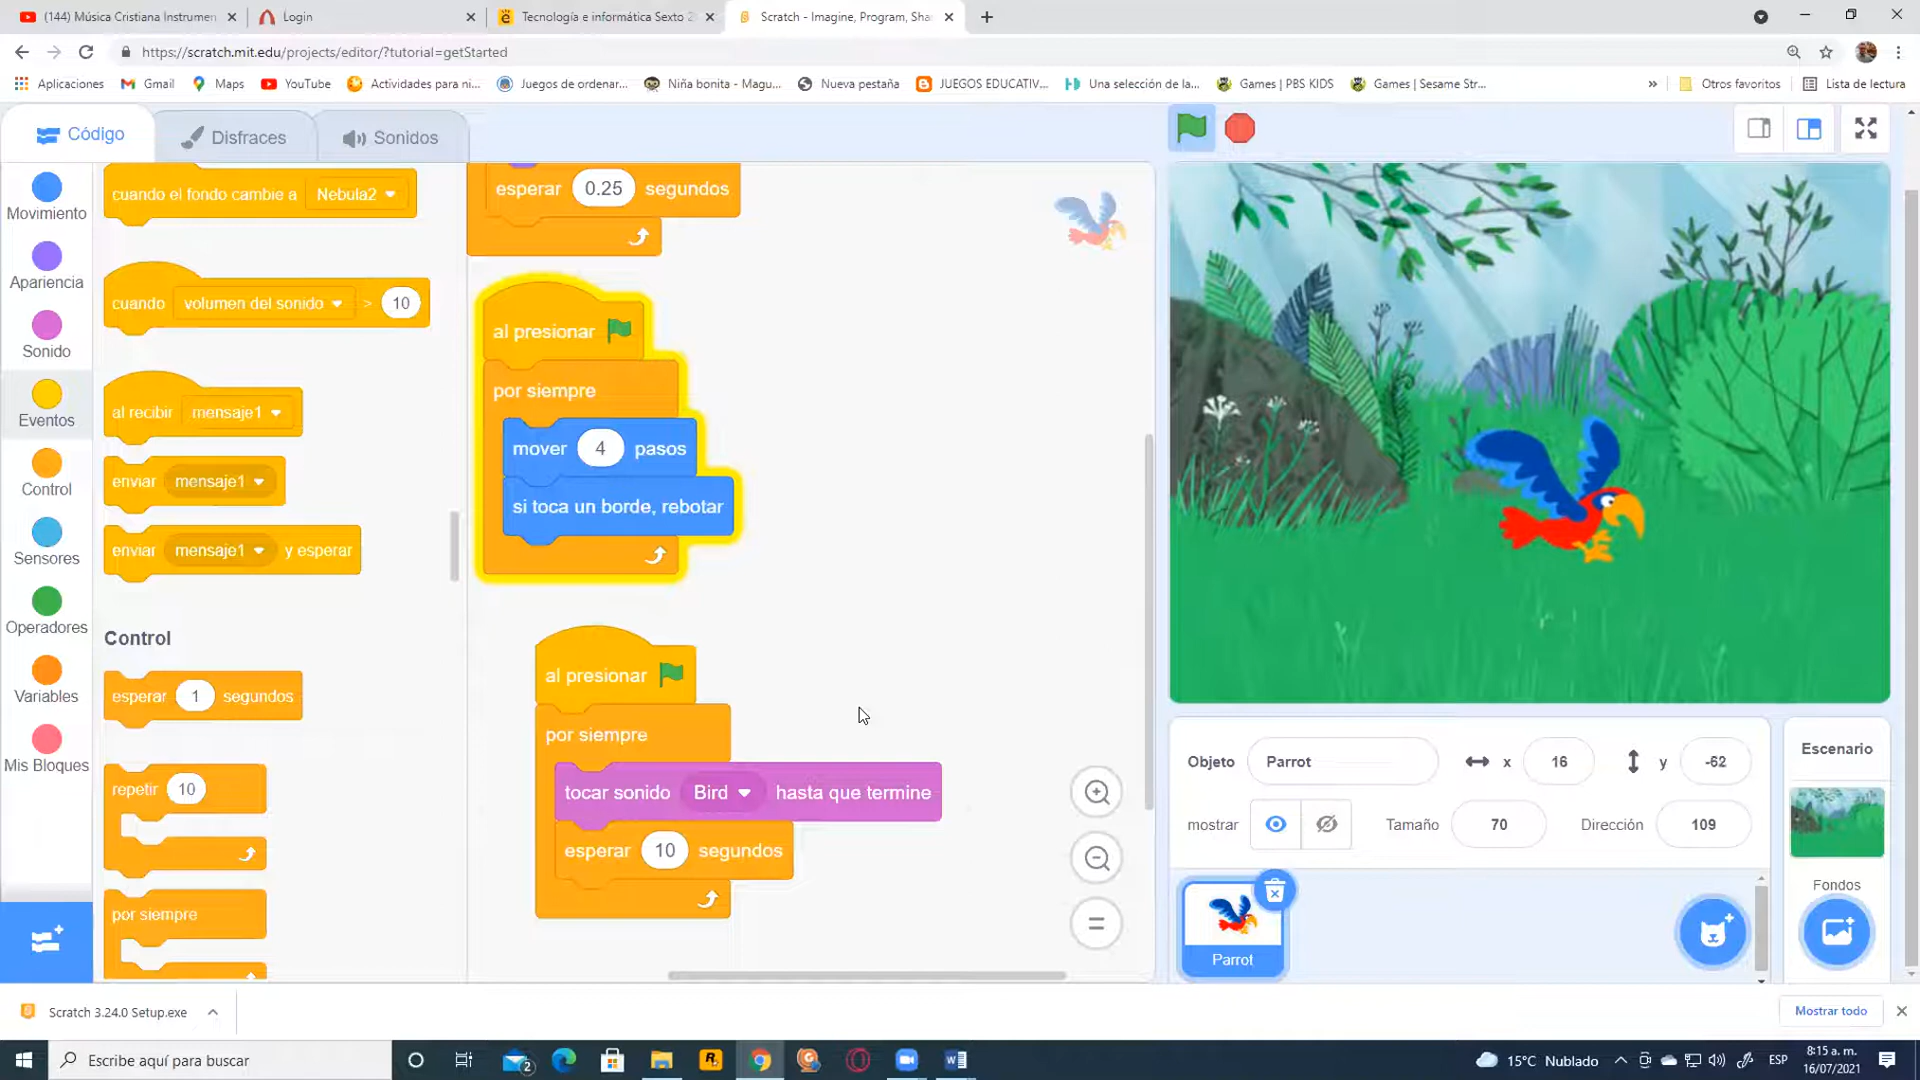 (144) Música Cristiana Instrumen
Login
Tecnología e informática Sexto 2
Scratch - Imagine, Program, Sha
https://scratch.mit.edu/projects/editor/?tutorial=getStarted
Aplicaciones
Gmail
Maps
YouTube
Actividades para ni...
Juegos de ordenar...
Niña bonita - Magu...
Nueva pestaña
JUEGOS EDUCATIV...
Una selección de la...
Games | PBS KIDS
Games | Sesame Str...
»
Otros favoritos
Lista de lectura
Código
Disfraces
Sonidos
Movimiento
Apariencia
Sonido
Eventos
Control
Sensores
Operadores
Variables
Mis Bloques
cuando el fondo cambie a Nebula2
cuando volumen del sonido > 10
al recibir mensaje1
enviar mensaje1
enviar mensaje1 y esperar
Control
esperar 1 segundos
repetir 10
por siempre
esperar 0.25 segundos
al presionar
por siempre
mover 4 pasos
si toca un borde, rebotar
al presionar
por siempre
tocar sonido Bird hasta que termine
esperar 10 segundos
Objeto Parrot x 16 y -62
mostrar Tamaño 70 Dirección 109
Parrot
Escenario
Fondos
Scratch 3.24.0 Setup.exe
Mostrar todo
Escribe aquí para buscar
2
15°C Nublado
ESP
8:15 a. m.
16/07/2021